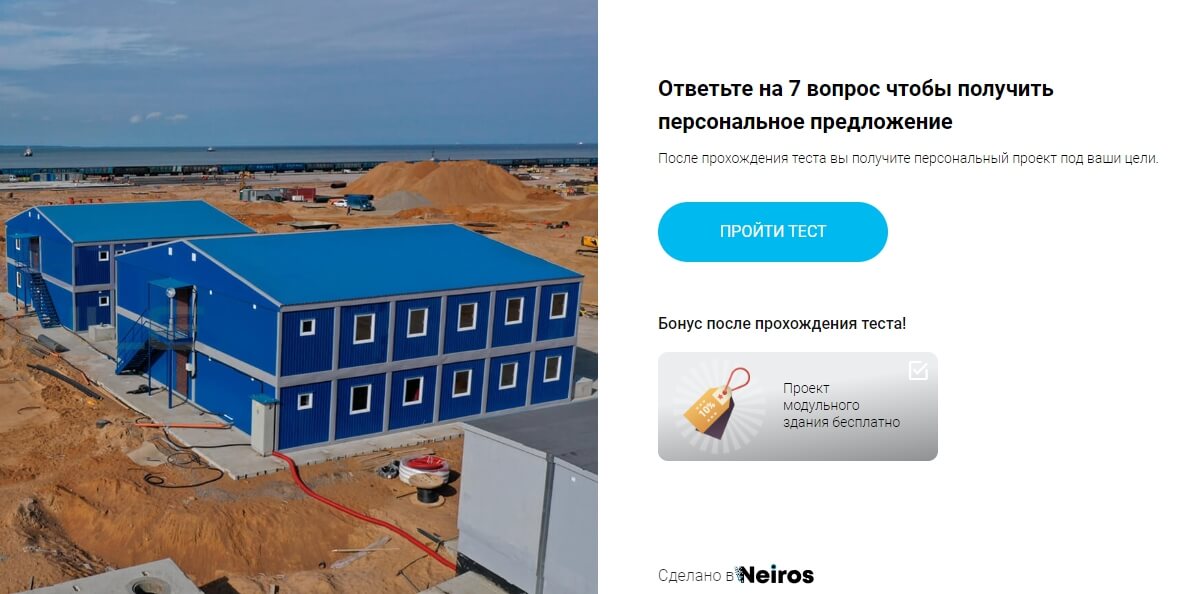 Ответьте на 7 вопрос чтобы получить
персональное предложение
После прохождения теста вы получите персональный проект под ваши цели.
ПРОЙТИ ТЕСТ
Бонус после прохождения теста!
10%
Проект
модульного
здания бесплатно
Сделано в Neiros